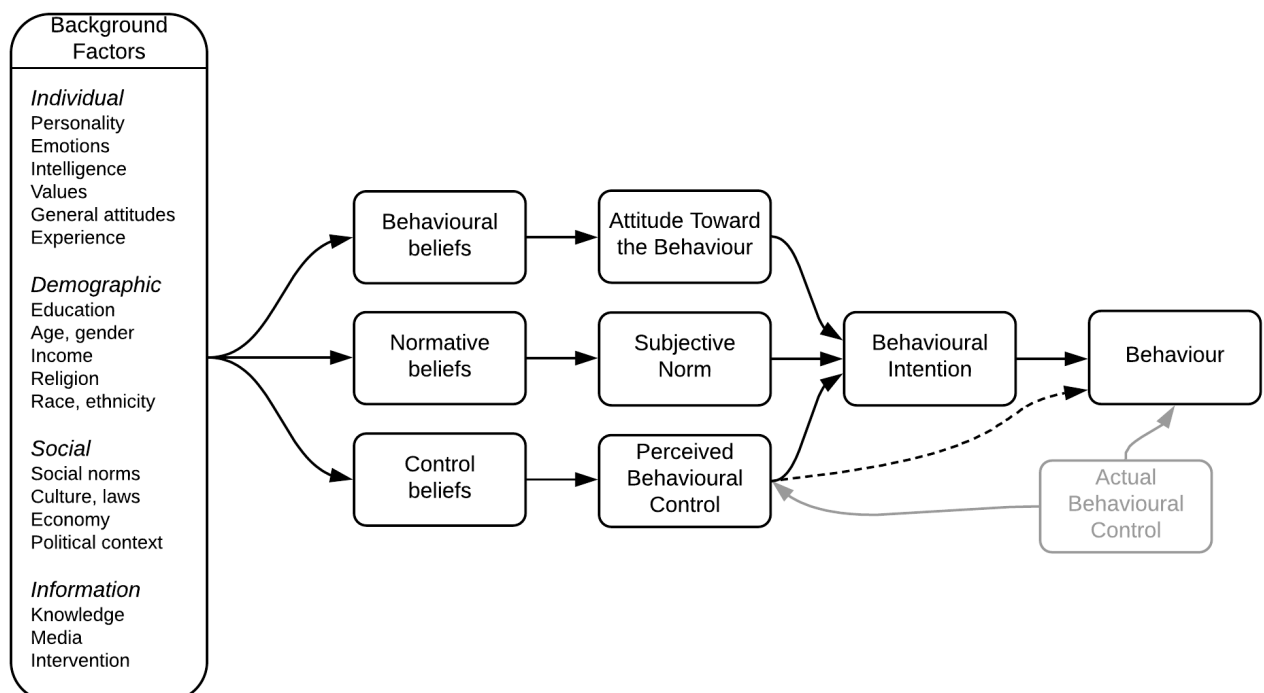 Background
Factors
Individual
Personality
Emotions
Intelligence
Values
General attitudes
Experience
Demographic
Education
Age, gender
Income
Religion
Race, ethnicity
Social
Social norms
Culture, laws
Economy
Political context
Information
Knowledge
Media
Intervention
Behavioural
beliefs
Normative
beliefs
Control
beliefs
Attitude Toward
the Behaviour
Subjective
Norm
Perceived
Behavioural
Control
Behavioural
Intention
Behaviour
Actual
Behavioural
Control